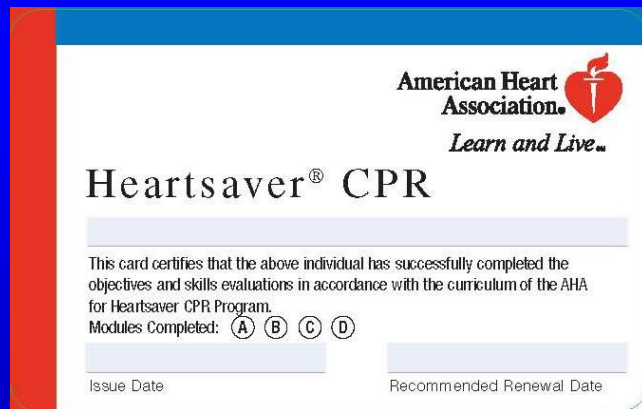 American Heart
Association®
Learn and Live℠
Heartsaver® CPR
This card certifies that the above individual has successfully completed the
objectives and skills evaluations in accordance with the curriculum of the AHA
for Heartsaver CPR Program.
Modules Completed: A B C D
Issue Date Recommended Renewal Date